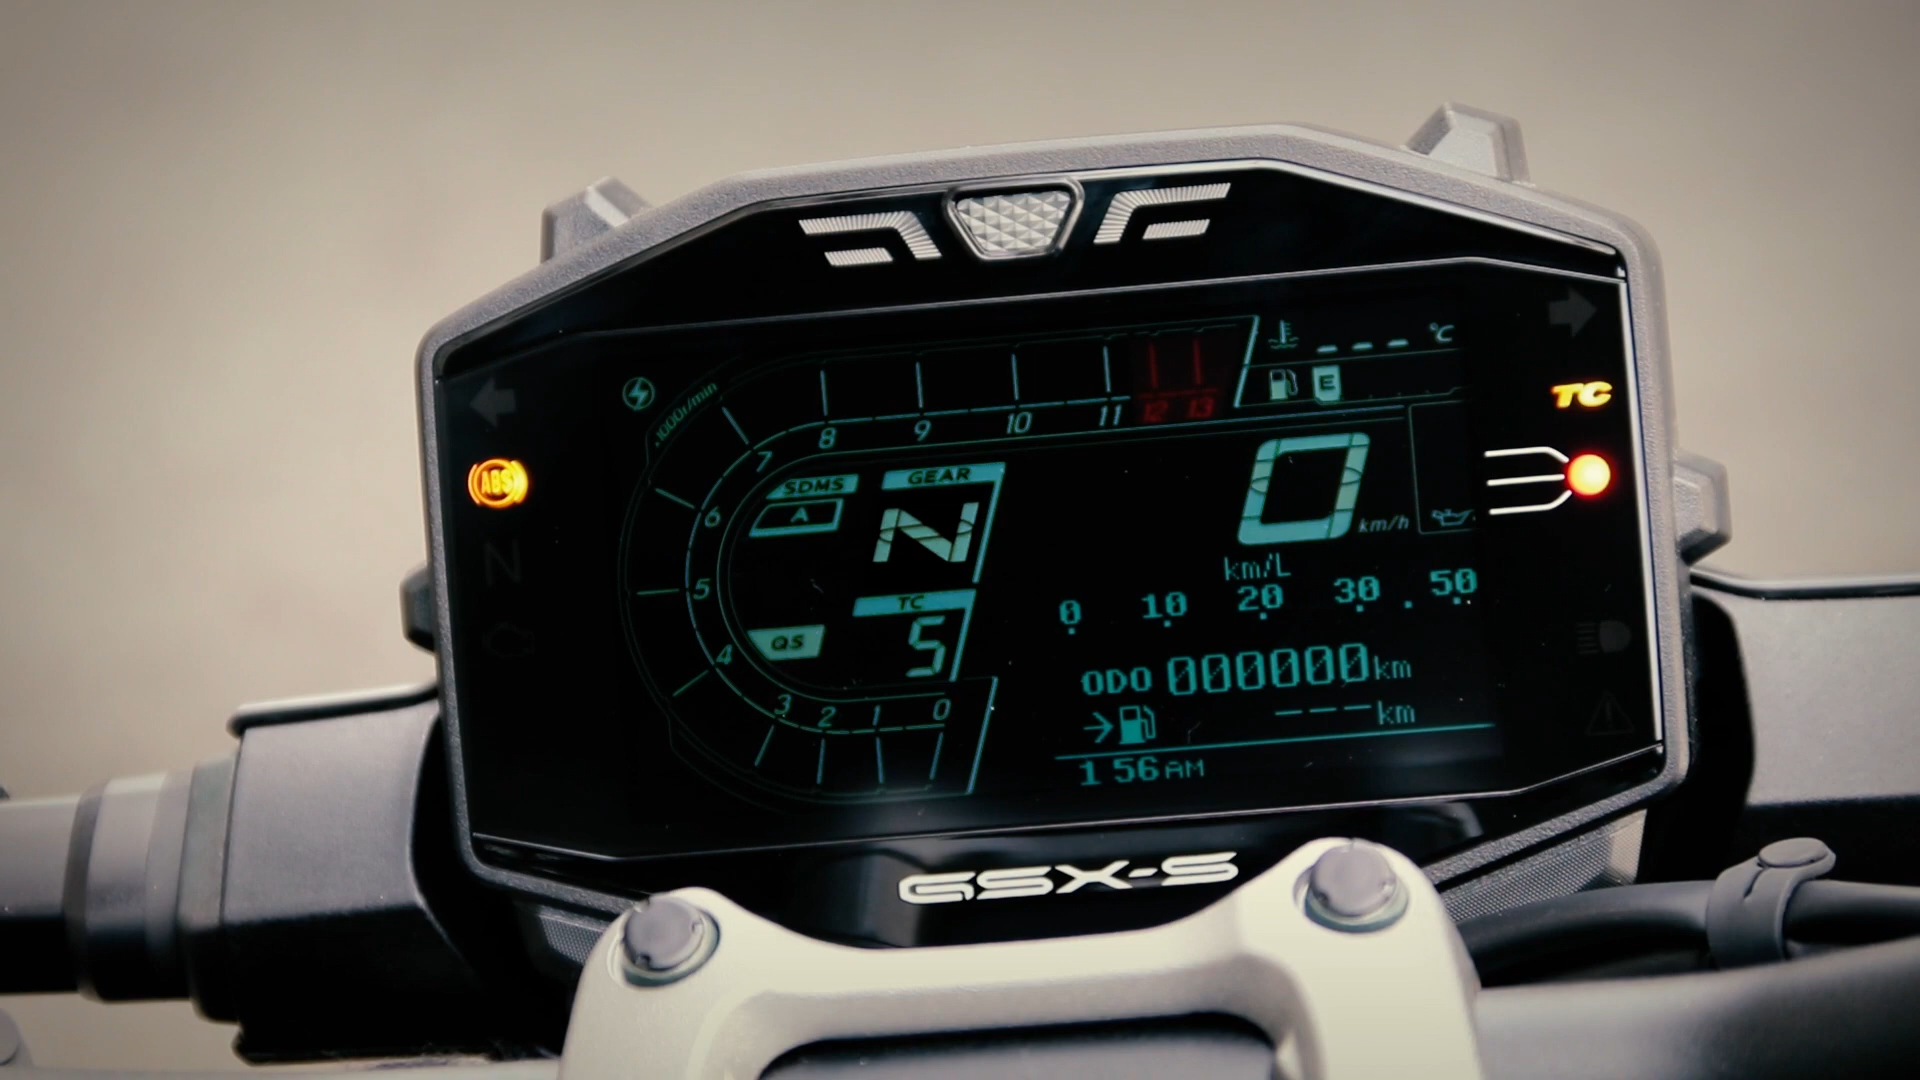 °C
TC
×1000r/min
8 9 10 11 12 13
E
7
ABS
SDMS
GEAR
A
N
0
km/h
6
N
km/L
0 10 20 30 50
5
TC
5
QS
4
ODO 000000km
3 2 1 0
---km
1 56AM
GSX-S